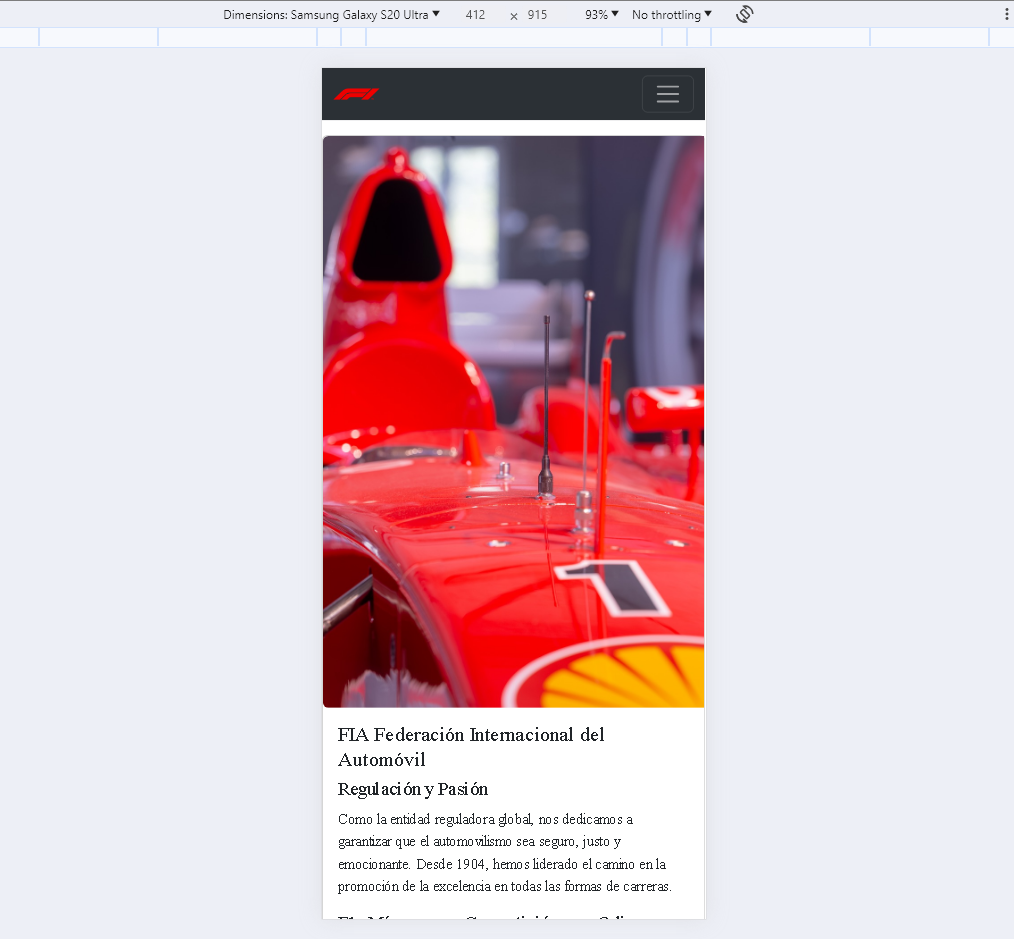 Dimensions: Samsung Galaxy S20 Ultra 412 × 915 93% No throttling
F1
FIA Federación Internacional del
Automóvil
Regulación y Pasión
Como la entidad reguladora global, nos dedicamos a
garantizar que el automovilismo sea seguro, justo y
emocionante. Desde 1904, hemos liderado el camino en la
promoción de la excelencia en todas las formas de carreras.